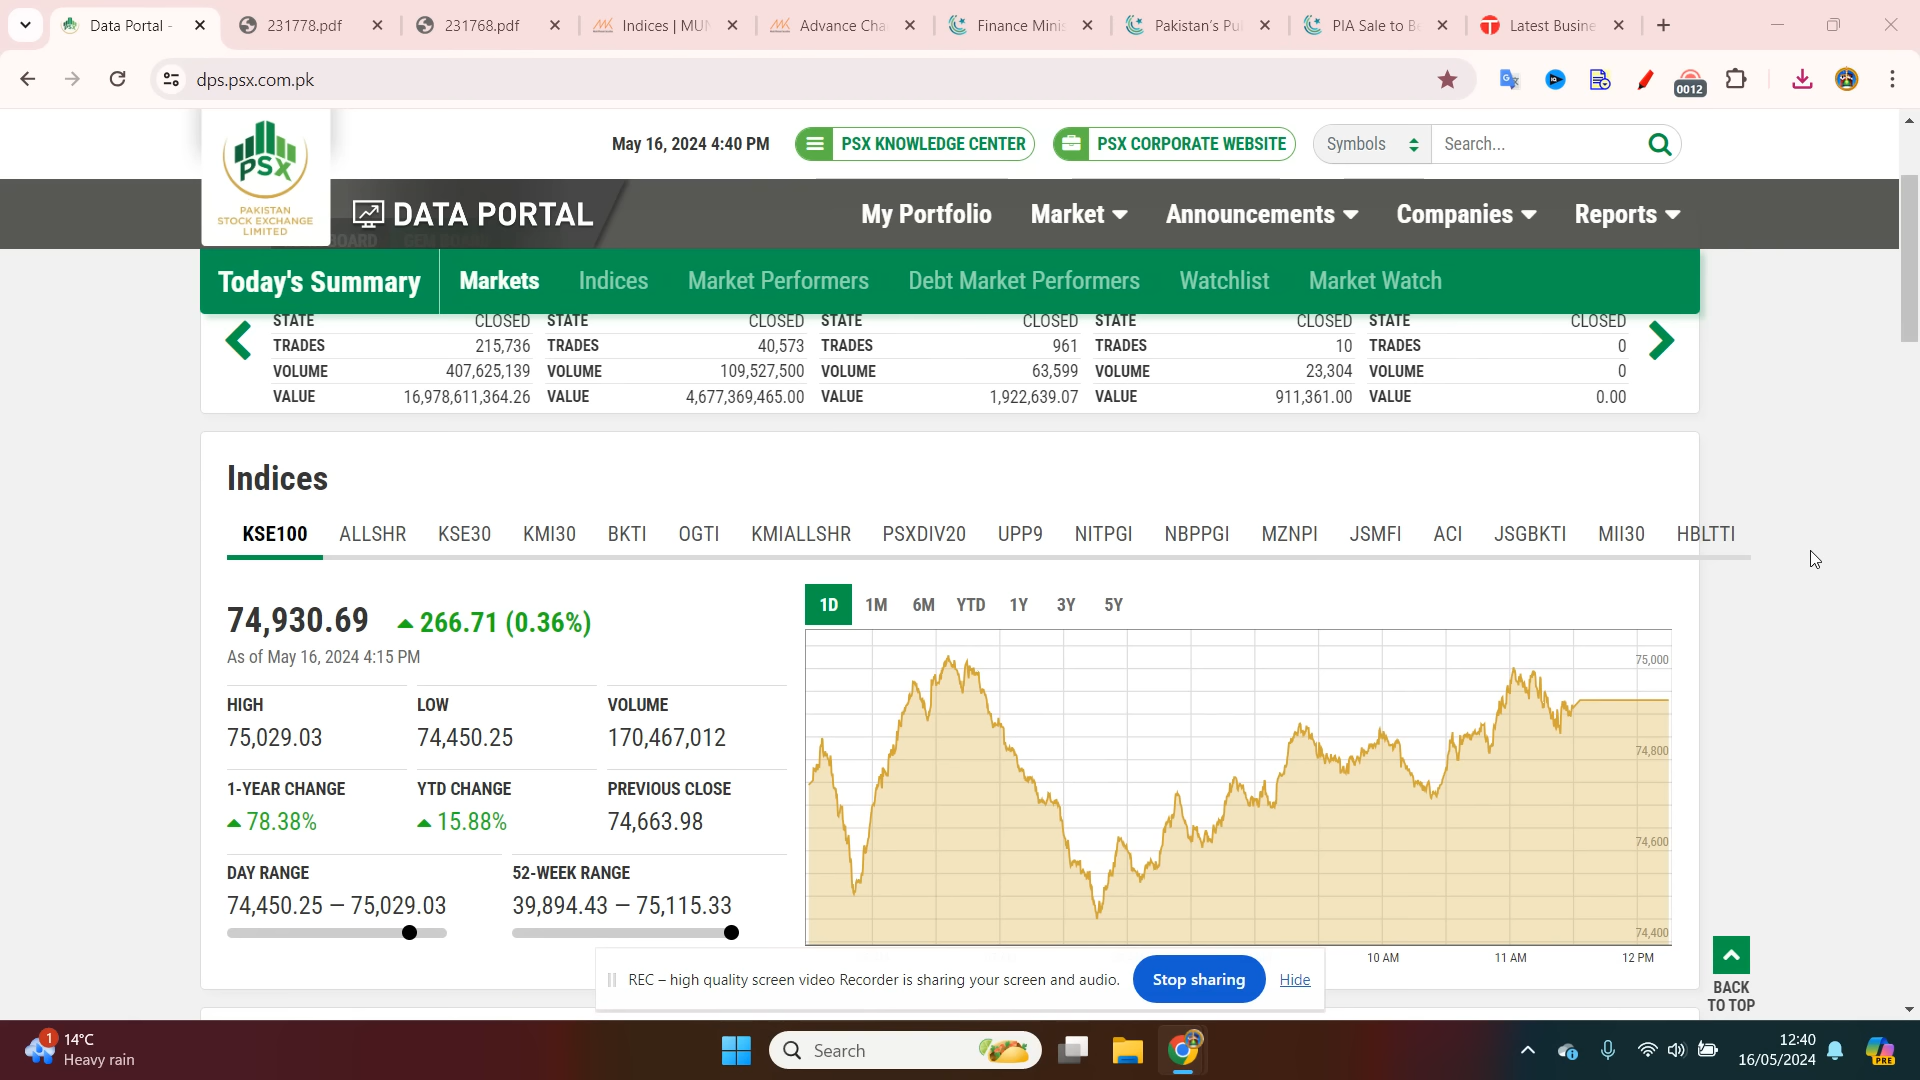 Data Portal -
231778.pdf
231768.pdf
Indices | MUN
Advance Cha
Finance Minis
Pakistan's Pu
PIA Sale to B
Latest Busine
dps.psx.com.pk
0012
PSX
PAKISTAN
STOCK EXCHANGE
LIMITED
May 16, 2024 4:40 PM
PSX KNOWLEDGE CENTER
PSX CORPORATE WEBSITE
Symbols
Search...
DATA PORTAL
My Portfolio
Market
Announcements
Companies
Reports
Today's Summary
Markets
Indices
Market Performers
Debt Market Performers
Watchlist
Market Watch
STATE CLOSED STATE CLOSED STATE CLOSED STATE CLOSED STATE CLOSED
TRADES 215,736 TRADES 40,573 TRADES 961 TRADES 10 TRADES 0
VOLUME 407,625,139 VOLUME 109,527,500 VOLUME 63,599 VOLUME 23,304 VOLUME 0
VALUE 16,978,611,364.26 VALUE 4,677,369,465.00 VALUE 1,922,639.07 VALUE 911,361.00 VALUE 0.00
Indices
KSE100 ALLSHR KSE30 KMI30 BKTI OGTI KMIALLSHR PSXDIV20 UPP9 NITPGI NBPPGI MZNPI JSMFI ACI JSGBKTI MII30 HBLTTI
74,930.69 266.71 (0.36%)
As of May 16, 2024 4:15 PM
HIGH LOW VOLUME
75,029.03 74,450.25 170,467,012
1-YEAR CHANGE YTD CHANGE PREVIOUS CLOSE
78.38% 15.88% 74,663.98
DAY RANGE 52-WEEK RANGE
74,450.25 — 75,029.03 39,894.43 — 75,115.33
1D 1M 6M YTD 1Y 3Y 5Y
75,000
74,800
74,600
74,400
10 AM 11 AM 12 PM
BACK
TO TOP
REC – high quality screen video Recorder is sharing your screen and audio.
Stop sharing
Hide
1
14°C
Heavy rain
Search
12:40
16/05/2024
PRE